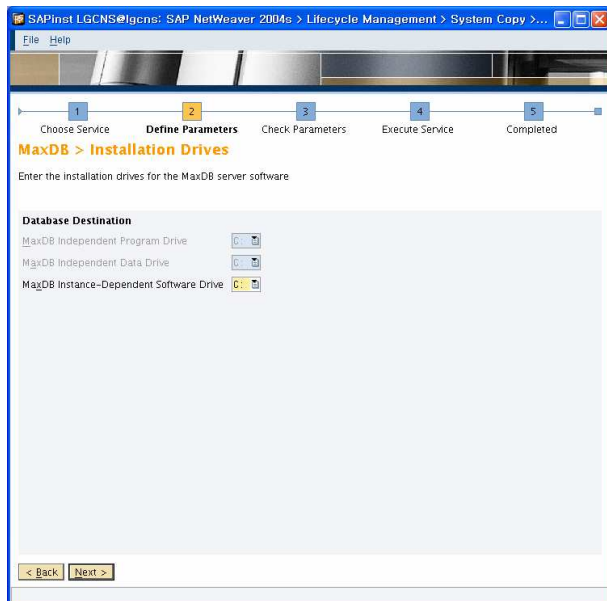 SAPinst LGCNS@lgcns: SAP NetWeaver 2004s > Lifecycle Management > System Copy >...
File Help
1 2 3 4 5
Choose Service Define Parameters Check Parameters Execute Service Completed
MaxDB > Installation Drives
Enter the installation drives for the MaxDB server software
Database Destination
MaxDB Independent Program Drive C:
MaxDB Independent Data Drive C:
MaxDB Instance-Dependent Software Drive C:
< Back Next >